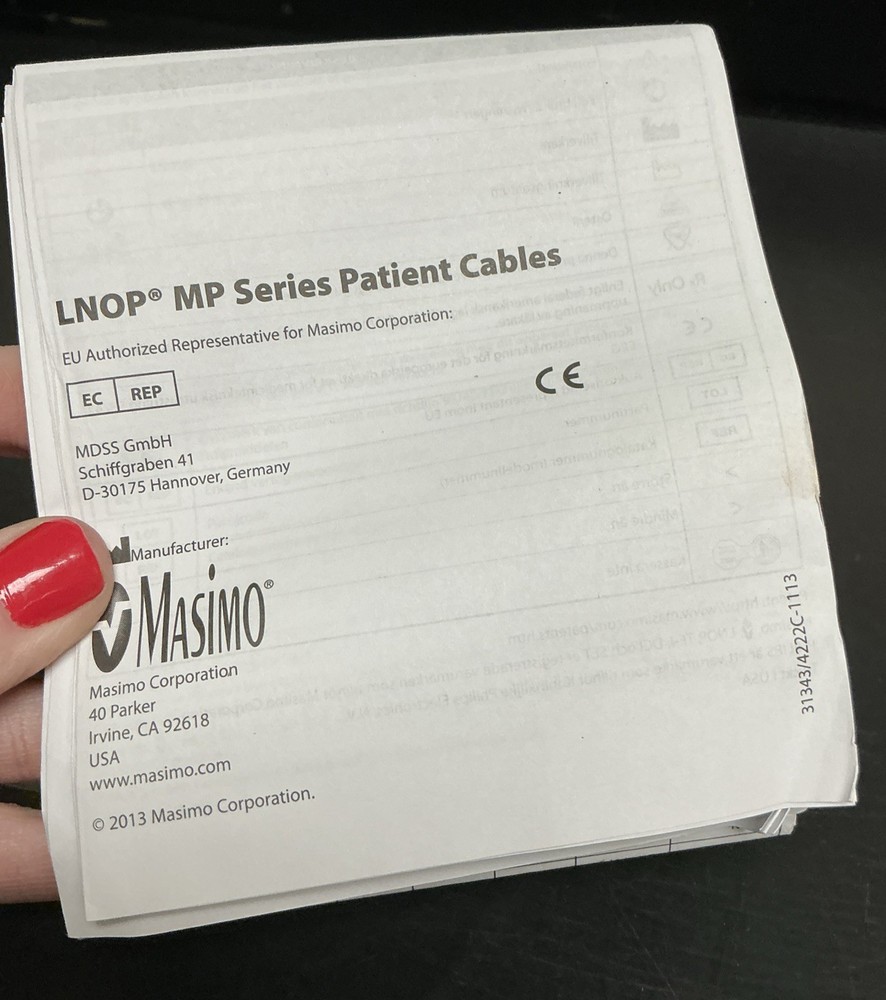 LNOP® MP Series Patient Cables
EU Authorized Representative for Masimo Corporation:
EC REP
CE
MDSS GmbH
Schiffgraben 41
D-30175 Hannover, Germany
Manufacturer:
MASiMO®
Masimo Corporation
40 Parker
Irvine, CA 92618
USA
www.masimo.com
© 2013 Masimo Corporation.
31343/4222C-1113